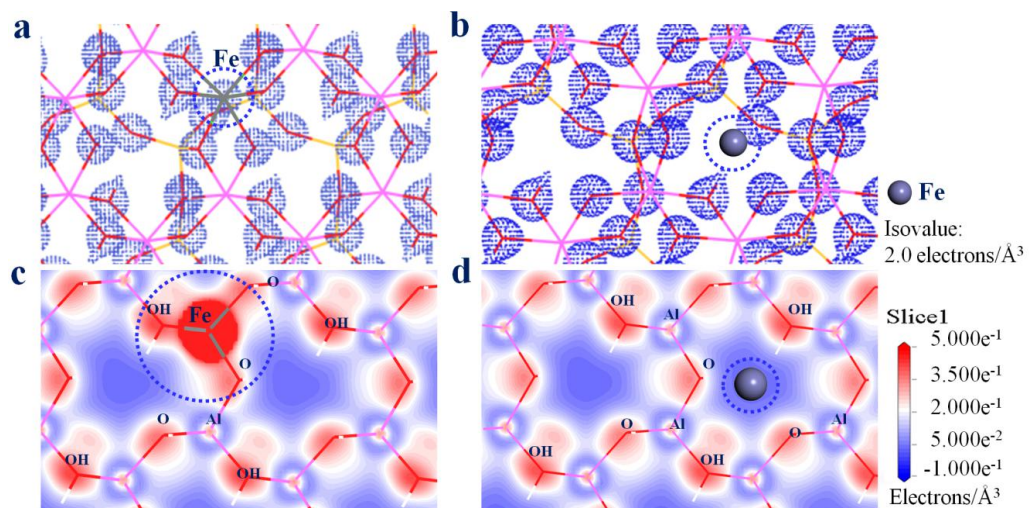 a
Fe
b
Fe
Isovalue:
2.0 electrons/Å³
c
OH
Fe
O
OH
O
O
Al
OH
OH
d
OH
Al
OH
O
Al
O
Al
OH
OH
Slice1
5.000e⁻¹
3.500e⁻¹
2.000e⁻¹
5.000e⁻²
-1.000e⁻¹
Electrons/Å³